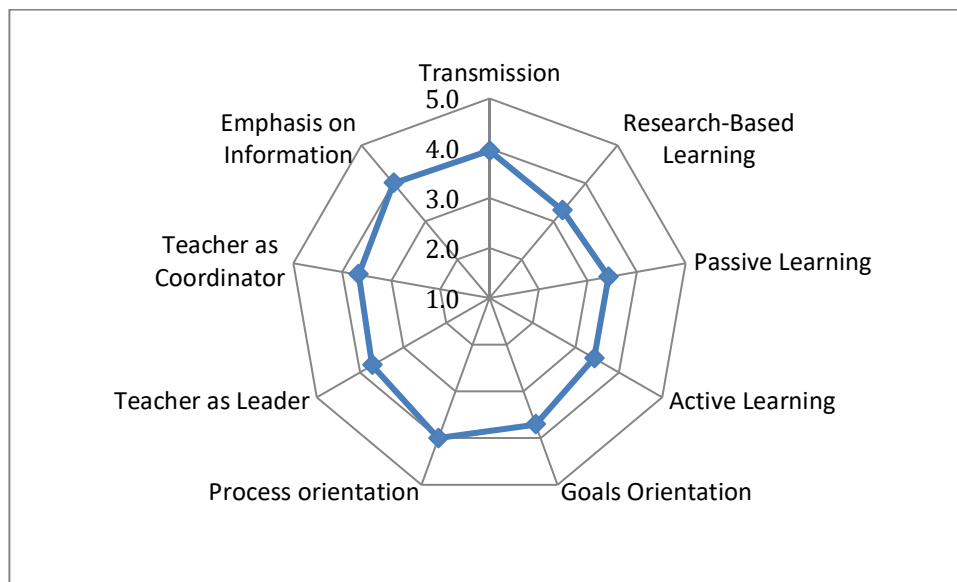 Transmission
Research-Based
Learning
Passive Learning
Active Learning
Goals Orientation
Process orientation
Teacher as Leader
Teacher as
Coordinator
Emphasis on
Information
5.0
4.0
3.0
2.0
1.0